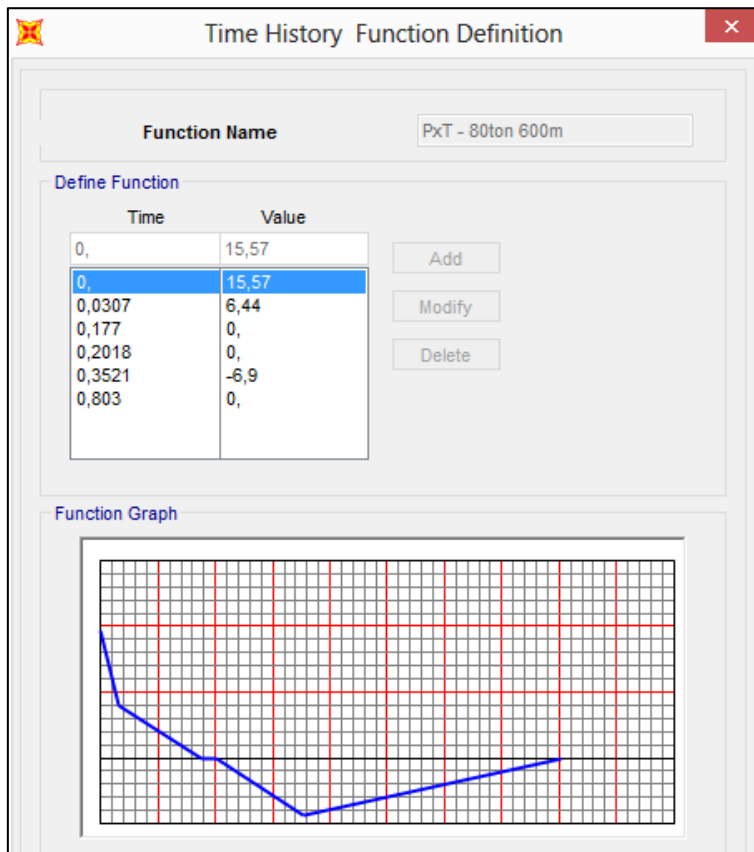 Time History Function Definition
Function Name
PxT - 80ton 600m
Define Function
Time Value
0, 15,57
Add
0, 15,57
0,0307 6,44
Modify
0,177 0,
0,2018 0,
Delete
0,3521 -6,9
0,803 0,
Function Graph